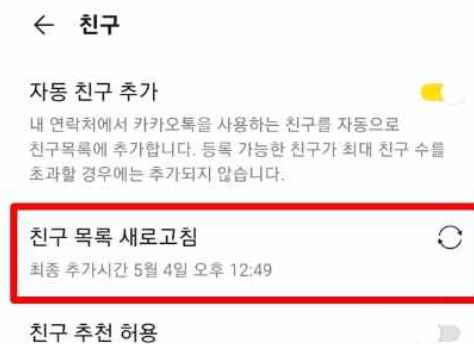 ← 친구
자동 친구 추가
내 연락처에서 카카오톡을 사용하는 친구를 자동으로
친구목록에 추가합니다. 등록 가능한 친구가 최대 친구 수를
초과할 경우에는 추가되지 않습니다.
친구 목록 새로고침
최종 추가시간 5월 4일 오후 12:49
친구 추천 허용